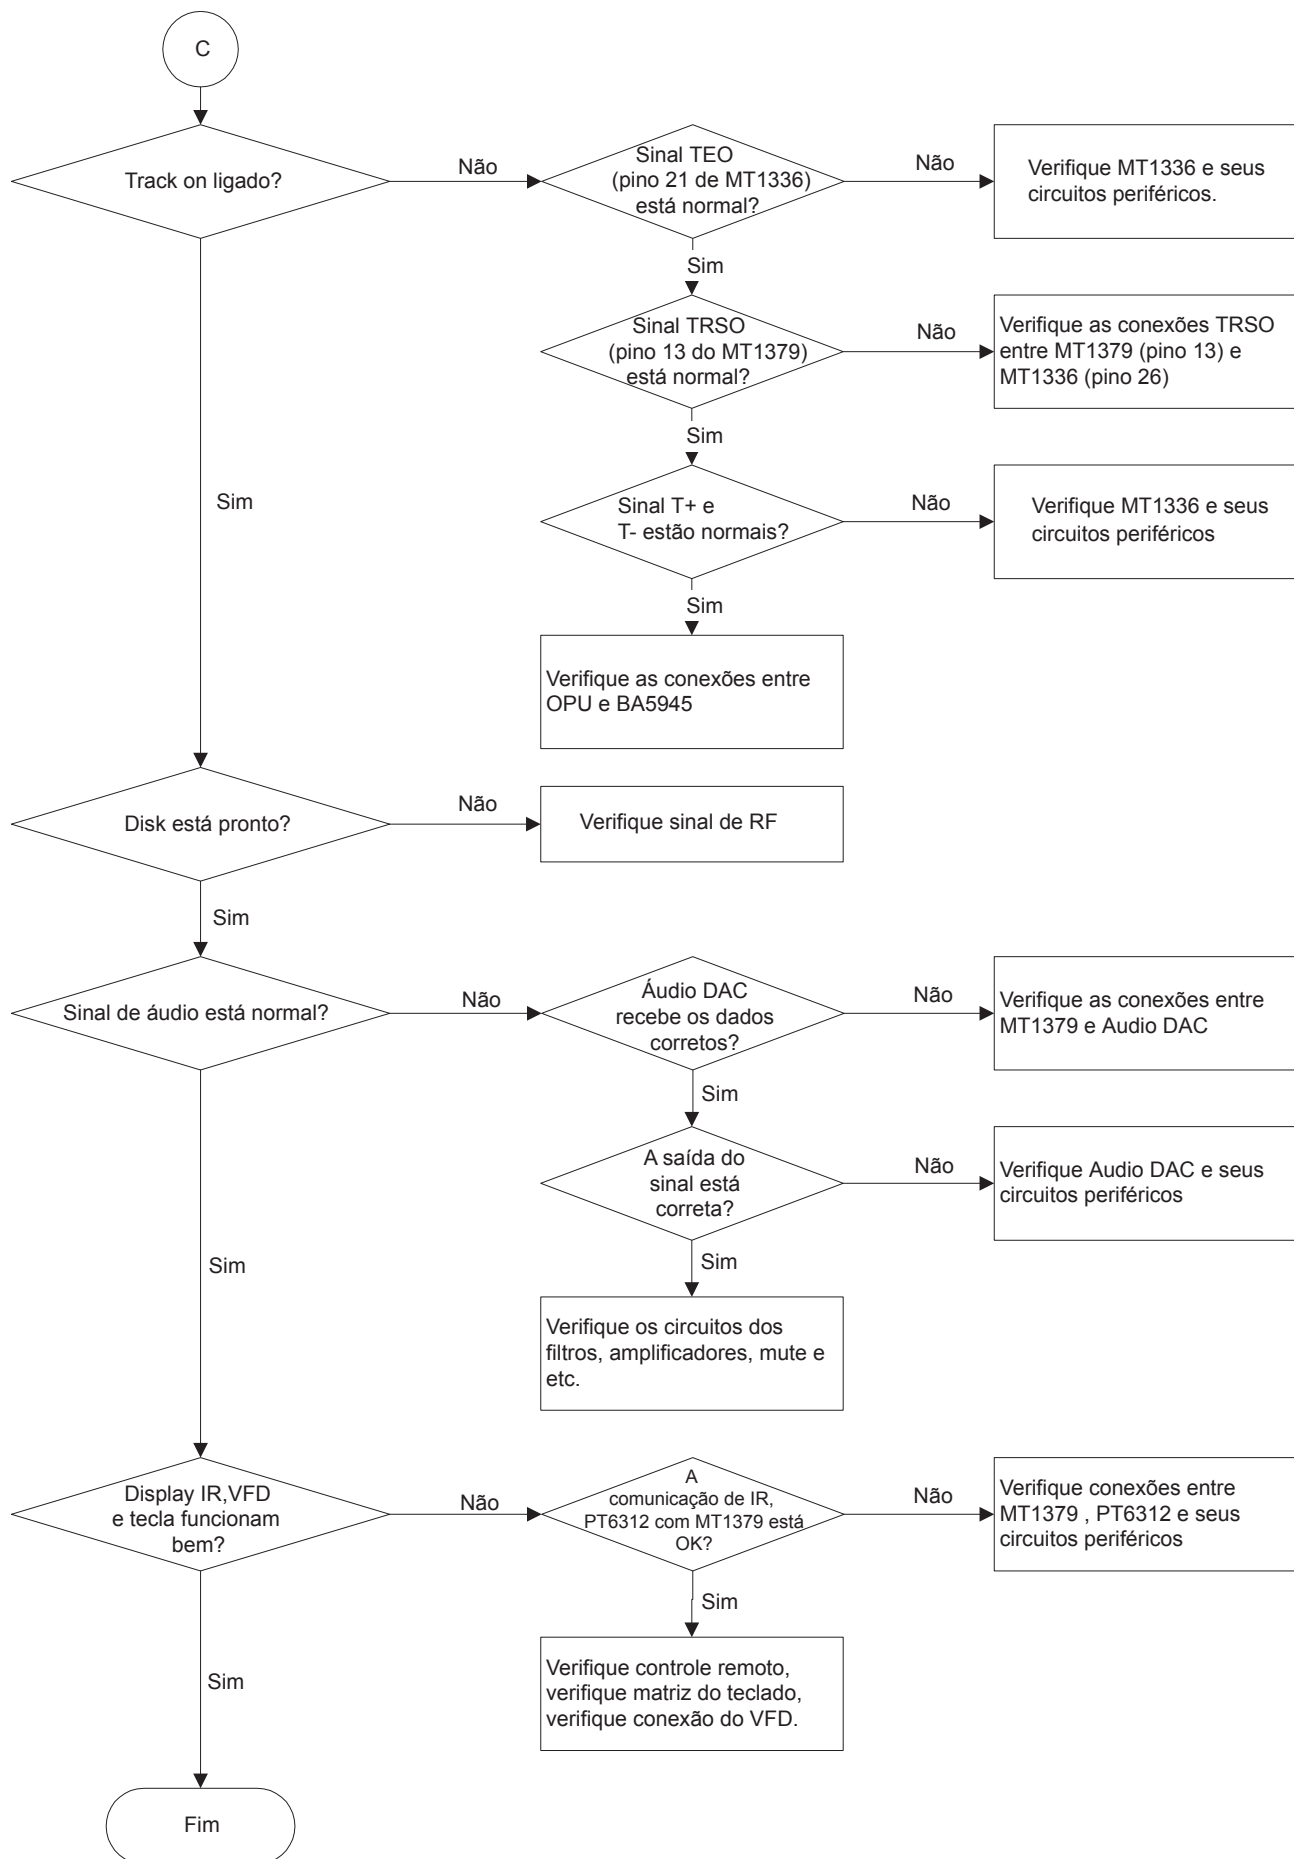 C
Track on ligado?
Não
Sinal TEO
(pino 21 de MT1336)
está normal?
Não
Verifique MT1336 e seus
circuitos periféricos.
Sim
Sinal TRSO
(pino 13 do MT1379)
está normal?
Não
Verifique as conexões TRSO
entre MT1379 (pino 13) e
MT1336 (pino 26)
Sim
Sim
Sinal T+ e
T- estão normais?
Não
Verifique MT1336 e seus
circuitos periféricos
Sim
Verifique as conexões entre
OPU e BA5945
Disk está pronto?
Não
Verifique sinal de RF
Sim
Sinal de áudio está normal?
Não
Áudio DAC
recebe os dados
corretos?
Não
Verifique as conexões entre
MT1379 e Audio DAC
Sim
A saída do
sinal está
correta?
Não
Verifique Audio DAC e seus
circuitos periféricos
Sim
Sim
Verifique os circuitos dos
filtros, amplificadores, mute e
etc.
Display IR,VFD
e tecla funcionam
bem?
Não
A
comunicação de IR,
PT6312 com MT1379 está
OK?
Não
Verifique conexões entre
MT1379 , PT6312 e seus
circuitos periféricos
Sim
Verifique controle remoto,
verifique matriz do teclado,
verifique conexão do VFD.
Sim
Fim